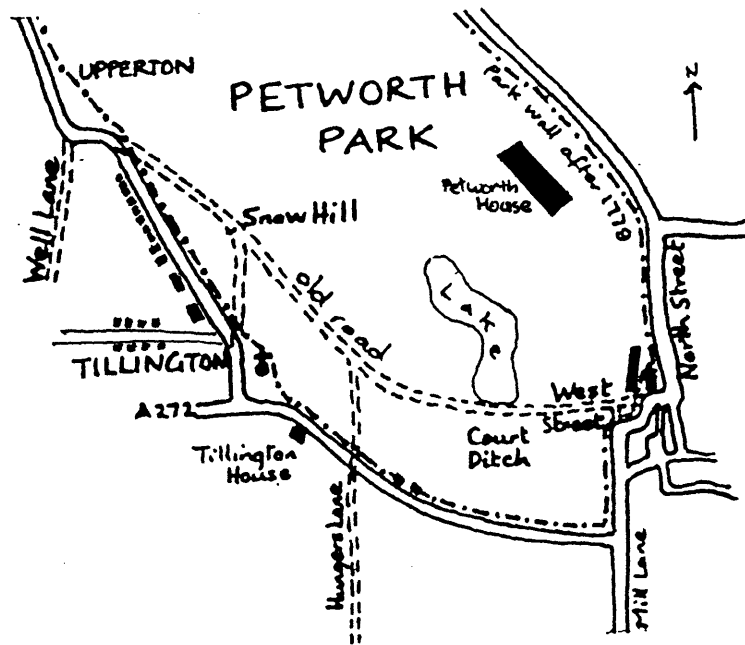 UPPERTON
PETWORTH
PARK
Park wall after 1778
N
Petworth
House
Well Lane
Snow Hill
old road
Lake
North Street
TILLINGTON
A272
West
Street
Court
Ditch
Tillington
House
Hungers Lane
Mill Lane